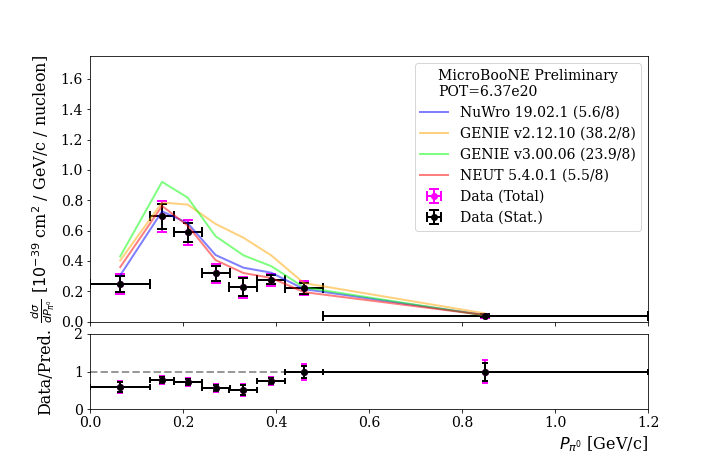 MicroBooNE Preliminary
POT=6.37e20
NuWro 19.02.1 (5.6/8)
GENIE v2.12.10 (38.2/8)
GENIE v3.00.06 (23.9/8)
NEUT 5.4.0.1 (5.5/8)
Data (Total)
Data (Stat.)
dσ/dP_π⁰ [10⁻³⁹ cm² / GeV/c / nucleon]
1.6
1.4
1.2
1.0
0.8
0.6
0.4
0.2
0.0
Data/Pred.
2
1
0
0.0 0.2 0.4 0.6 0.8 1.0 1.2
P_π⁰ [GeV/c]